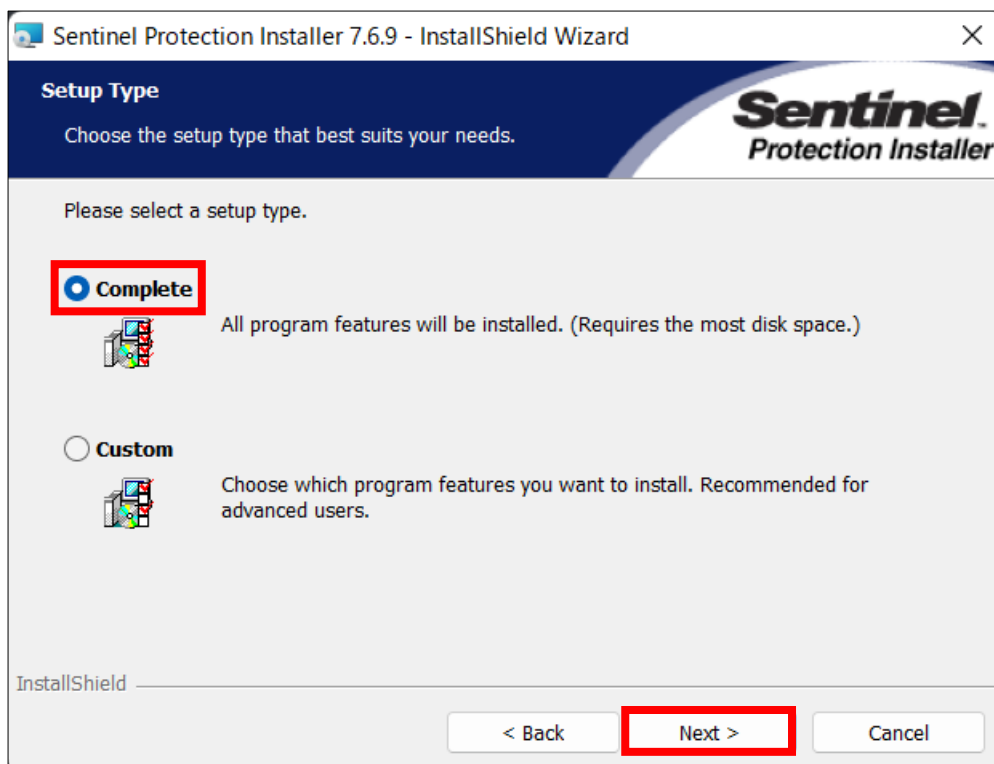 Sentinel Protection Installer 7.6.9 - InstallShield Wizard
Setup Type
Choose the setup type that best suits your needs.
Sentinel.
Protection Installer
Please select a setup type.
Complete
All program features will be installed. (Requires the most disk space.)
Custom
Choose which program features you want to install. Recommended for
advanced users.
InstallShield
< Back
Next >
Cancel